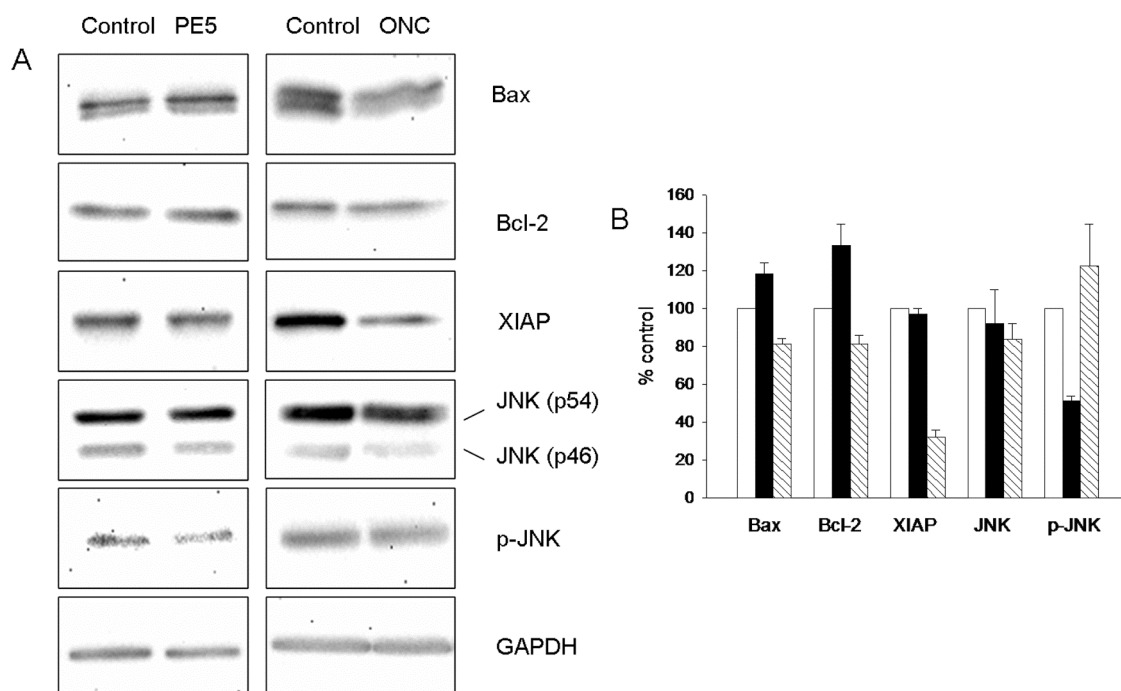 Control PE5 Control ONC
A
Bax
Bcl-2
XIAP
JNK (p54)
JNK (p46)
p-JNK
GAPDH
B
% control
160
140
120
100
80
60
40
20
0
Bax Bcl-2 XIAP JNK p-JNK